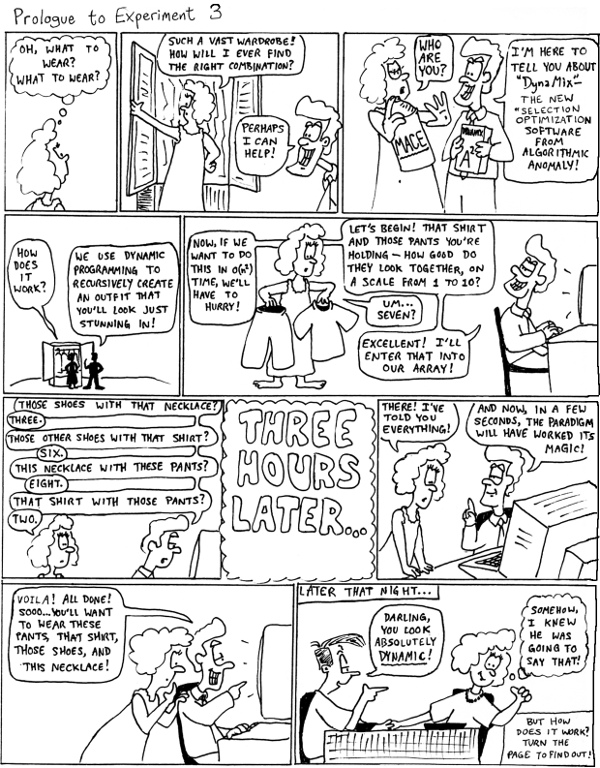 Prologue to Experiment 3
OH, WHAT TO
WEAR?
WHAT TO WEAR?
SUCH A VAST WARDROBE!
HOW WILL I EVER FIND
THE RIGHT COMBINATION?
PERHAPS
I CAN
HELP!
WHO
ARE
YOU?
MACE
DYNAMIX
A²
I'M HERE TO
TELL YOU ABOUT
"DynaMix"—
THE NEW
"SELECTION
OPTIMIZATION
SOFTWARE
FROM
ALGORITHMIC
ANOMALY!
HOW
DOES
IT
WORK?
WE USE DYNAMIC
PROGRAMMING TO
RECURSIVELY CREATE
AN OUTFIT THAT
YOU'LL LOOK JUST
STUNNING IN!
NOW, IF WE
WANT TO DO
THIS IN O(n³)
TIME, WE'LL
HAVE TO
HURRY!
LET'S BEGIN! THAT SHIRT
AND THOSE PANTS YOU'RE
HOLDING — HOW GOOD DO
THEY LOOK TOGETHER, ON
A SCALE FROM 1 TO 10?
UM...
SEVEN?
EXCELLENT! I'LL
ENTER THAT INTO
OUR ARRAY!
THOSE SHOES WITH THAT NECKLACE?
THREE.
THOSE OTHER SHOES WITH THAT SHIRT?
SIX.
THIS NECKLACE WITH THESE PANTS?
EIGHT.
THAT SHIRT WITH THOSE PANTS?
TWO.
THREE
HOURS
LATER...
THERE! I'VE
TOLD YOU
EVERYTHING!
AND NOW, IN A FEW
SECONDS, THE PARADIGM
WILL HAVE WORKED ITS
MAGIC!
VOILA! ALL DONE!
SOOO...YOU'LL WANT
TO WEAR THESE
PANTS, THAT SHIRT,
THOSE SHOES, AND
THIS NECKLACE!
LATER THAT NIGHT...
DARLING,
YOU LOOK
ABSOLUTELY
DYNAMIC!
SOMEHOW,
I KNEW
HE WAS
GOING TO
SAY THAT!
BUT HOW
DOES IT WORK?
TURN THE
PAGE TO FIND OUT!